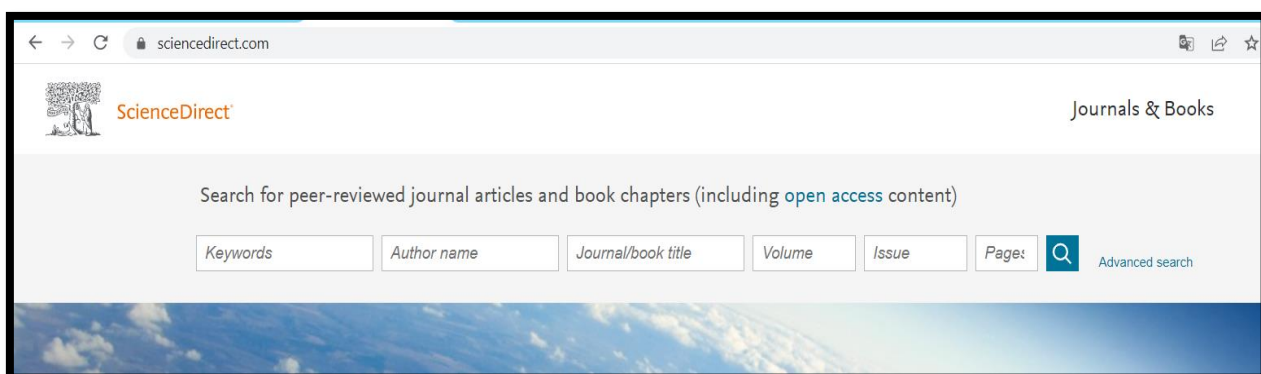 sciencedirect.com
ScienceDirect
Journals & Books
Search for peer-reviewed journal articles and book chapters (including open access content)
Keywords Author name Journal/book title Volume Issue Pages Advanced search